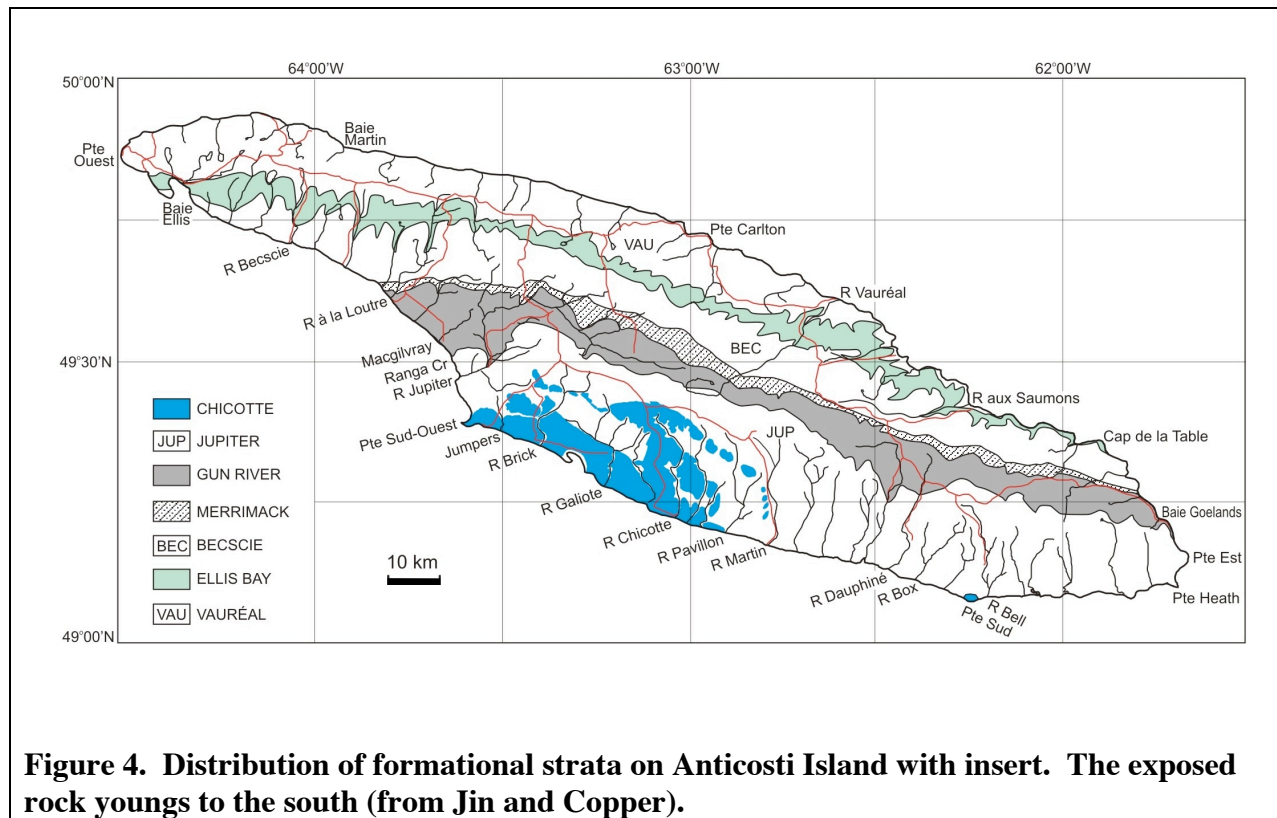 64°00'W
63°00'W
62°00'W
50°00'N
Baie
Martin
Pte
Ouest
Baie
Ellis
Pte Carlton
VAU
R Becscie
R Vauréal
R à la Loutre
BEC
Macgilvray
49°30'N
Ranga Cr
R Jupiter
R aux Saumons
CHICOTTE
JUP JUPITER
GUN RIVER
MERRIMACK
BEC BECSCIE
ELLIS BAY
VAU VAURÉAL
Pte Sud-Ouest
Jumpers
R Brick
JUP
Cap de la Table
R Galiote
Baie Goelands
R Chicotte
R Pavillon
R Martin
Pte Est
10 km
R Dauphiné
R Box
R Bell
Pte Sud
Pte Heath
49°00'N
Figure 4. Distribution of formational strata on Anticosti Island with insert. The exposed
rock youngs to the south (from Jin and Copper).